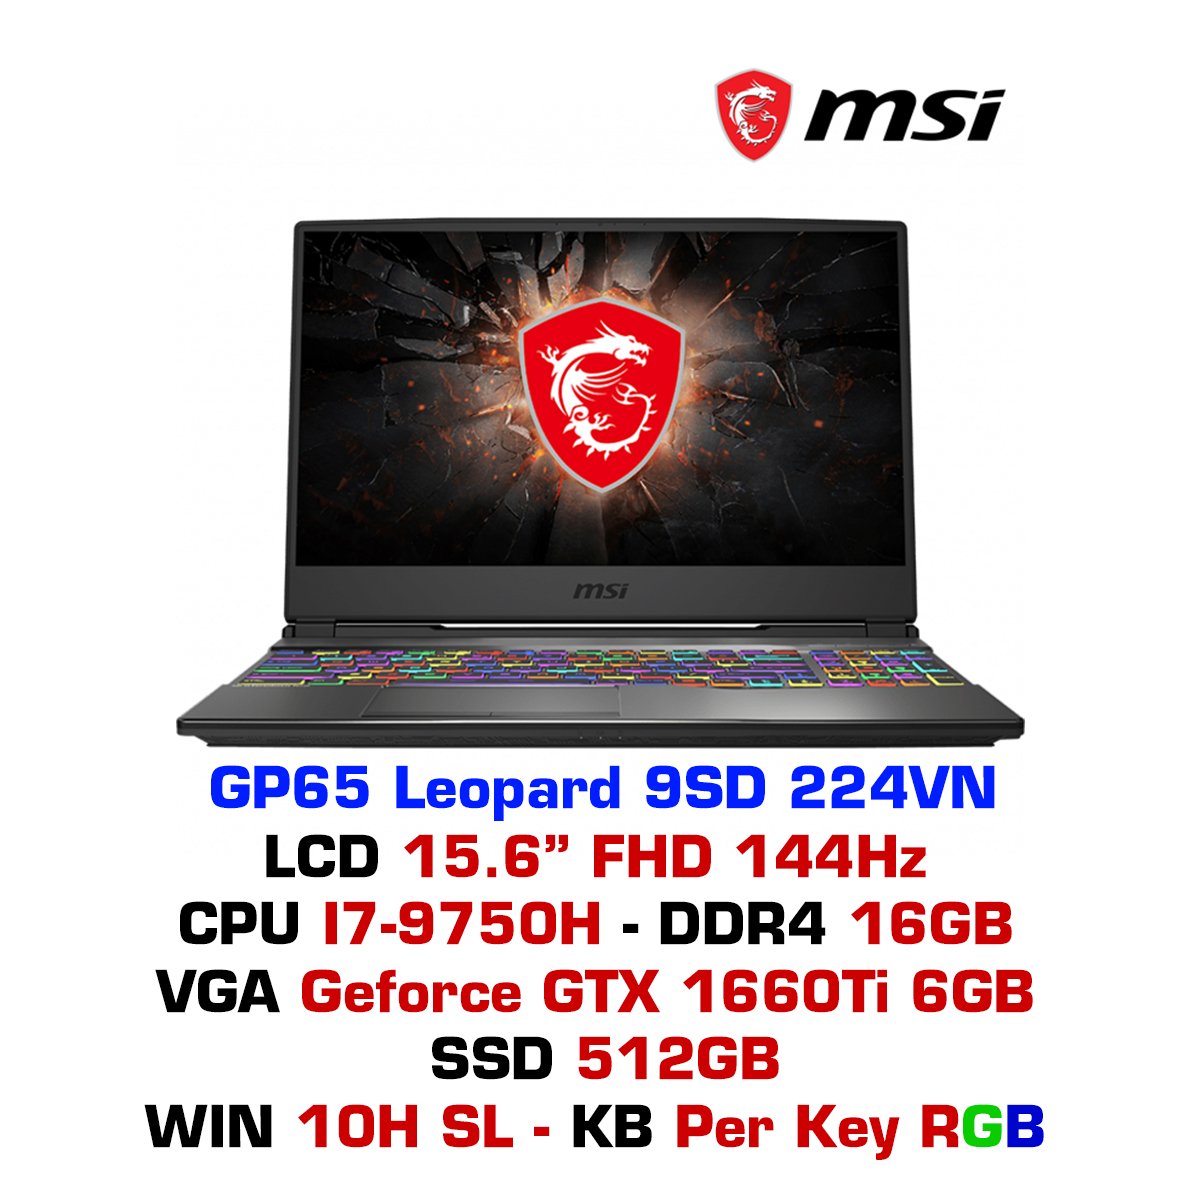 msi
msi
GP65 Leopard 9SD 224VN
LCD 15.6” FHD 144Hz
CPU I7-9750H - DDR4 16GB
VGA Geforce GTX 1660Ti 6GB
SSD 512GB
WIN 10H SL - KB Per Key RGB